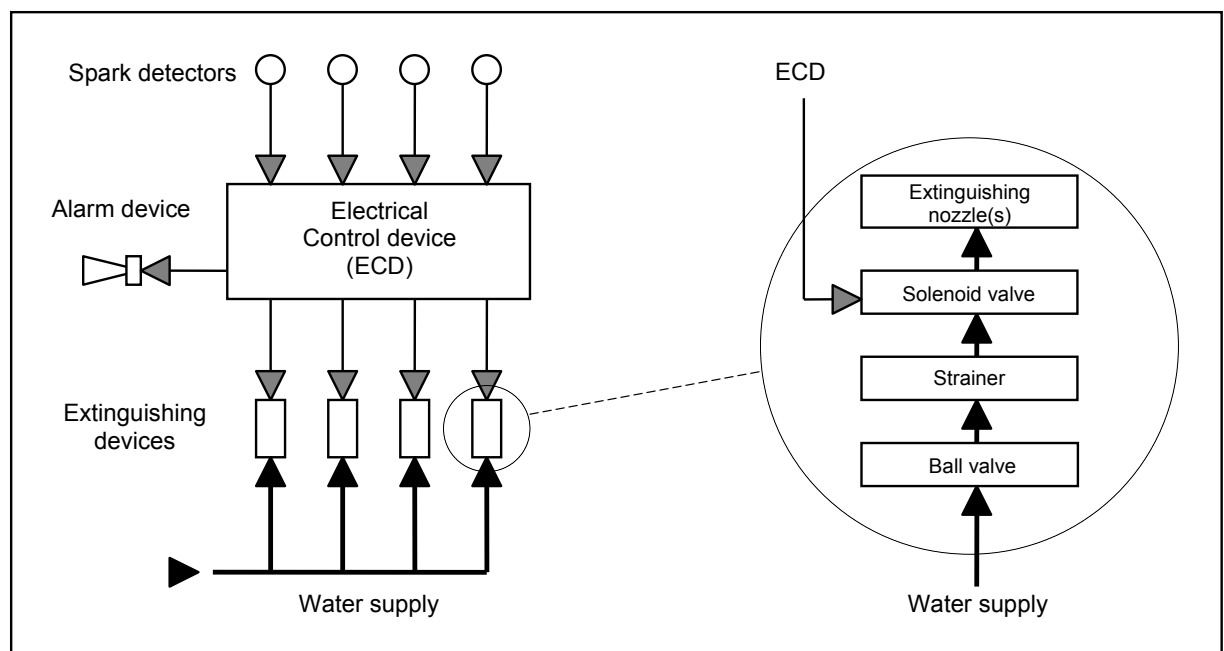 Spark detectors
Alarm device
Electrical
Control device
(ECD)
Extinguishing
devices
Water supply
ECD
Extinguishing
nozzle(s)
Solenoid valve
Strainer
Ball valve
Water supply